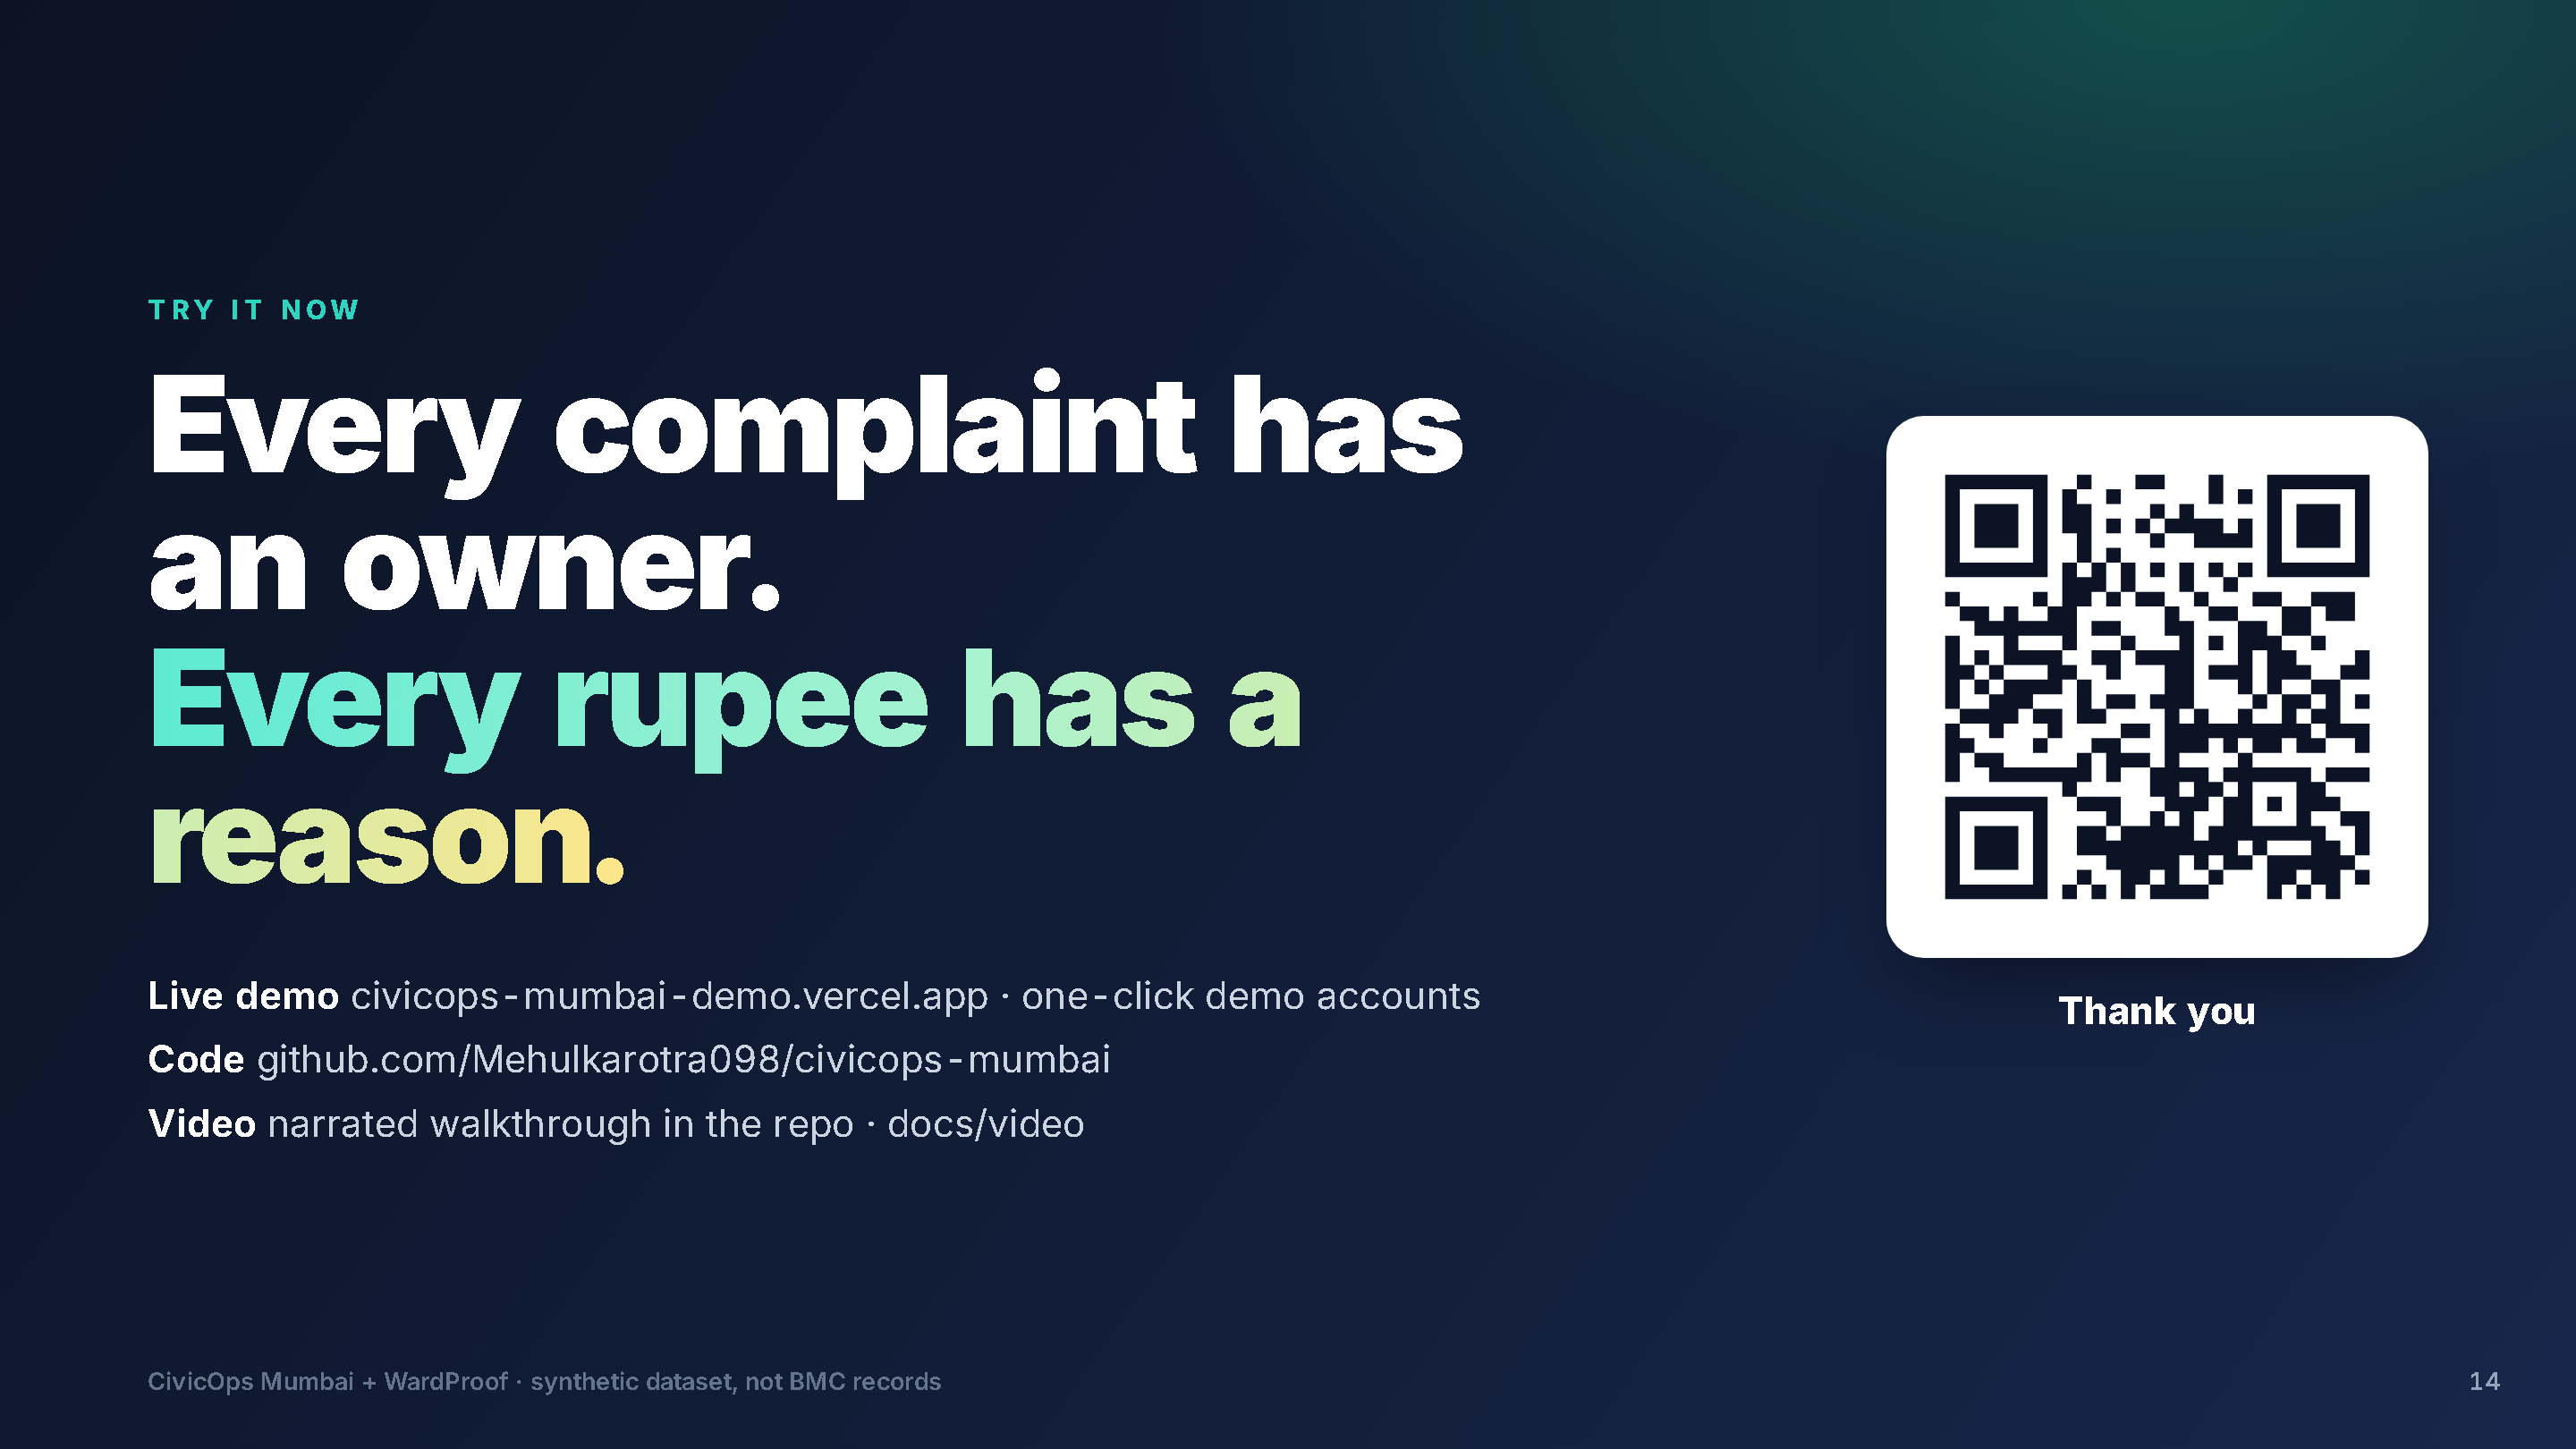 TRY IT NOW
Every complaint has
an owner.
Every rupee has a
reason.
Live demo civicops-mumbai-demo.vercel.app · one-click demo accounts
Code github.com/Mehulkarotra098/civicops-mumbai
Video narrated walkthrough in the repo · docs/video
Thank you
CivicOps Mumbai + WardProof · synthetic dataset, not BMC records
14